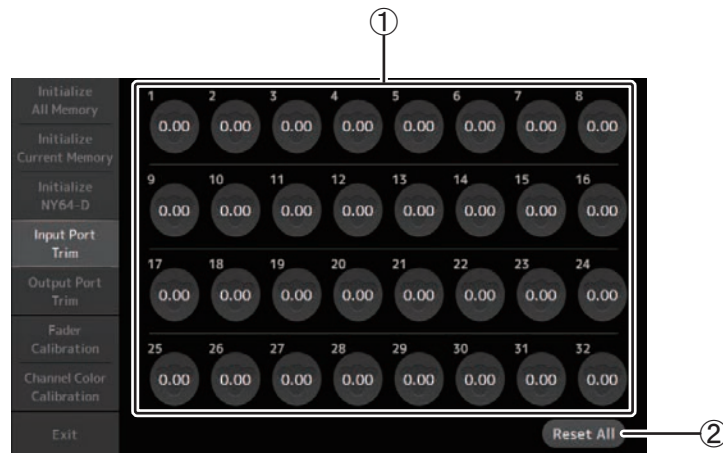 ①
Initialize
All Memory
Initialize
Current Memory
Initialize
NY64-D
Input Port
Trim
Output Port
Trim
Fader
Calibration
Channel Color
Calibration
Exit
1 2 3 4 5 6 7 8
0.00 0.00 0.00 0.00 0.00 0.00 0.00 0.00
9 10 11 12 13 14 15 16
0.00 0.00 0.00 0.00 0.00 0.00 0.00 0.00
17 18 19 20 21 22 23 24
0.00 0.00 0.00 0.00 0.00 0.00 0.00 0.00
25 26 27 28 29 30 31 32
0.00 0.00 0.00 0.00 0.00 0.00 0.00 0.00
Reset All ②